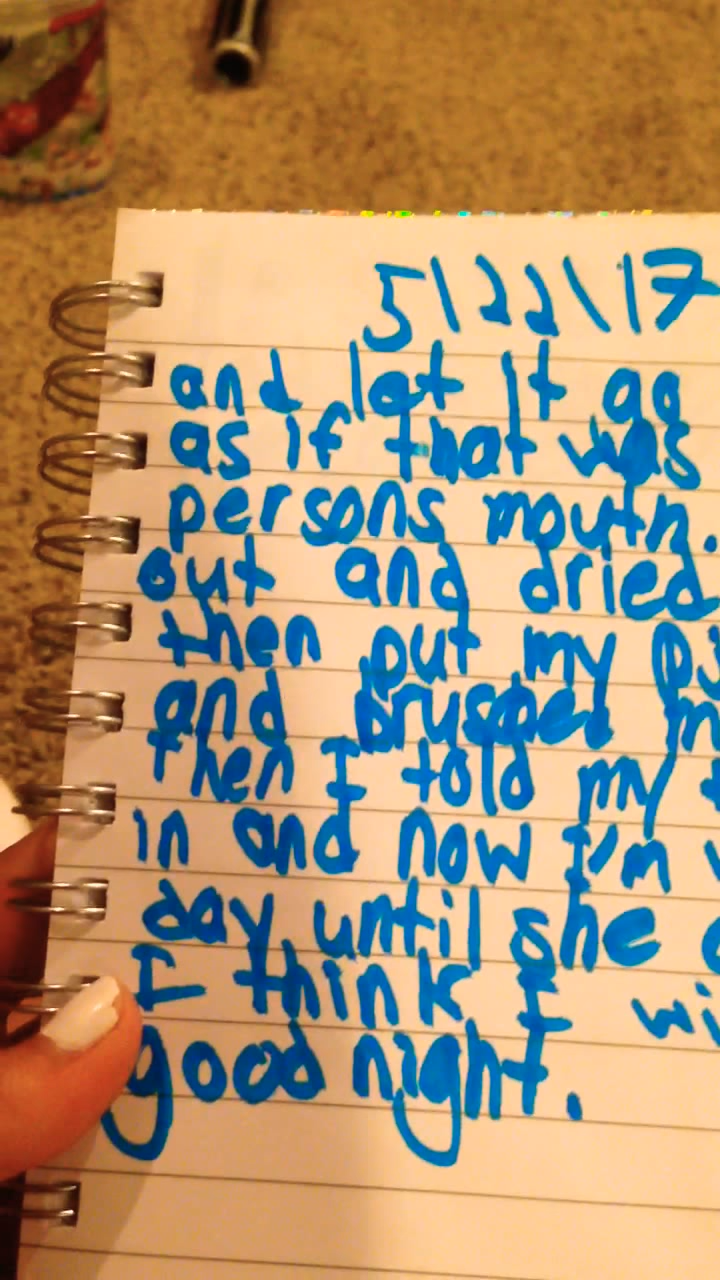 5\22\17
and let it go
as if that was
persons mouth.
out and dried
then put my
and brushed
then I told my
in and now I'm
day until she
I think I
good night.